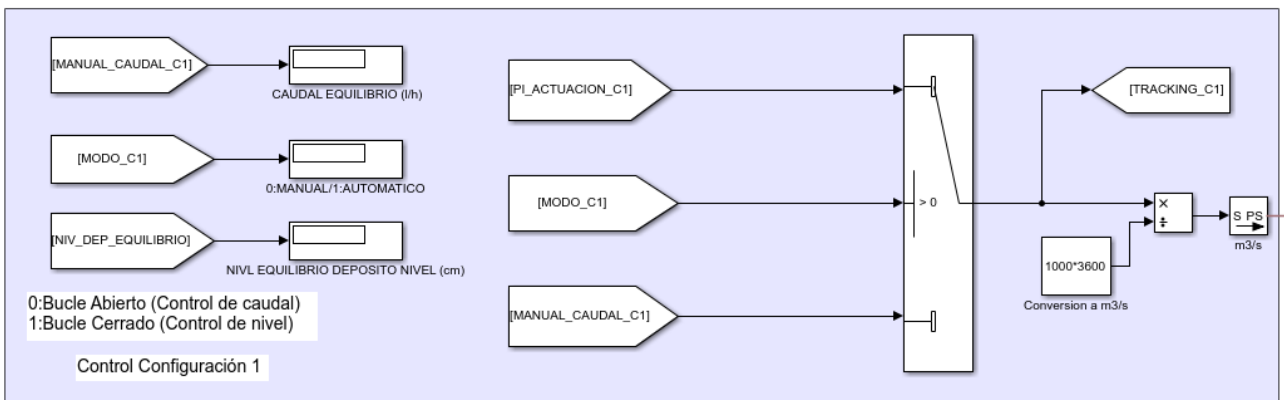 [MANUAL_CAUDAL_C1]
CAUDAL EQUILIBRIO (l/h)
[MODO_C1]
0:MANUAL/1:AUTOMATICO
[NIV_DEP_EQUILIBRIO]
NIVL EQUILIBRIO DEPOSITO NIVEL (cm)
0:Bucle Abierto (Control de caudal)
1:Bucle Cerrado (Control de nivel)
Control Configuración 1
[PI_ACTUACION_C1]
[MODO_C1]
[MANUAL_CAUDAL_C1]
> 0
[TRACKING_C1]
×
÷
1000*3600
Conversion a m3/s
S PS
m3/s